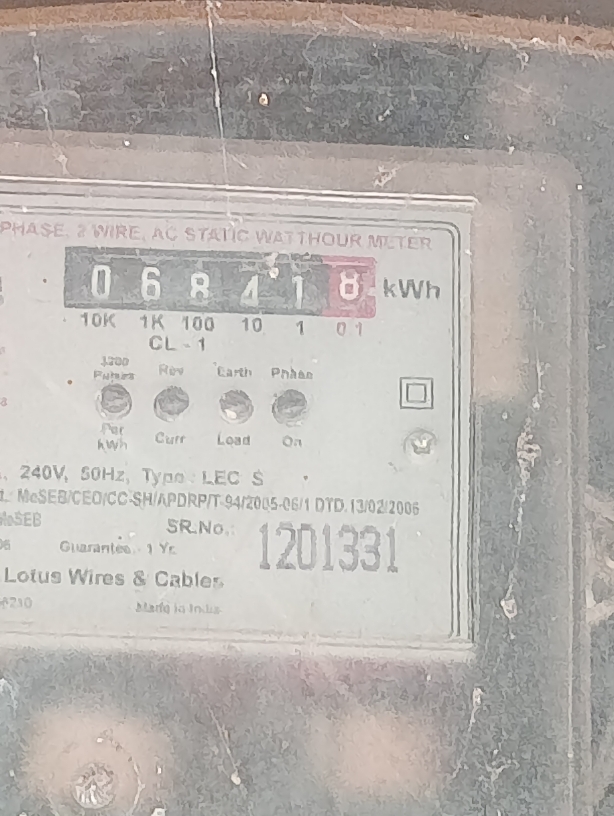 PHASE, 2 WIRE, AC STATIC WATTHOUR METER
0 6 8 4 1 8 kWh
10K 1K 100 10 1 0.1
CL - 1
3200 Rev Earth Phase
Pulses
Per Curr Load On
kWh
240V, 50Hz, Type : LEC S
MeSEB/CEO/CC-SH/APDRP/T-94/2005-06/1 DTD.13/02/2006
MeSEB SR.No.: 1201331
06 Guarantee - 1 Yr.
Lotus Wires & Cables
Made in India